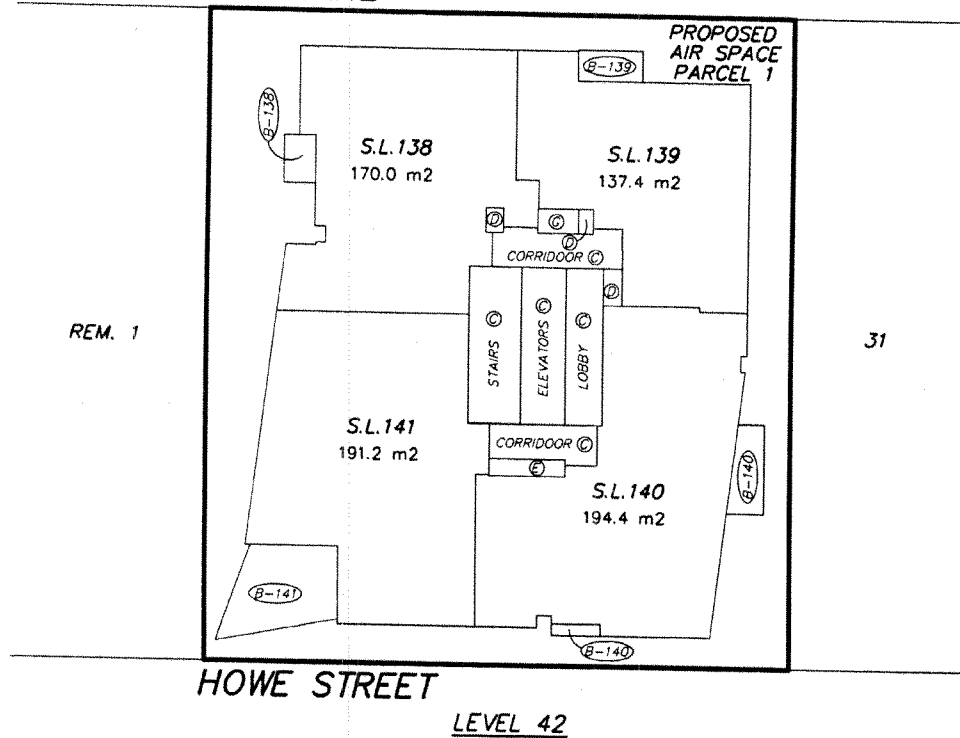 PROPOSED
AIR SPACE
PARCEL 1
B-139
B-138
S.L.138
170.0 m2
S.L.139
137.4 m2
D
G
D
CORRIDOOR C
D
REM. 1
31
STAIRS C
ELEVATORS C
LOBBY C
S.L.141
191.2 m2
CORRIDOOR C
E
S.L.140
194.4 m2
B-140
B-141
B-140
HOWE STREET
LEVEL 42